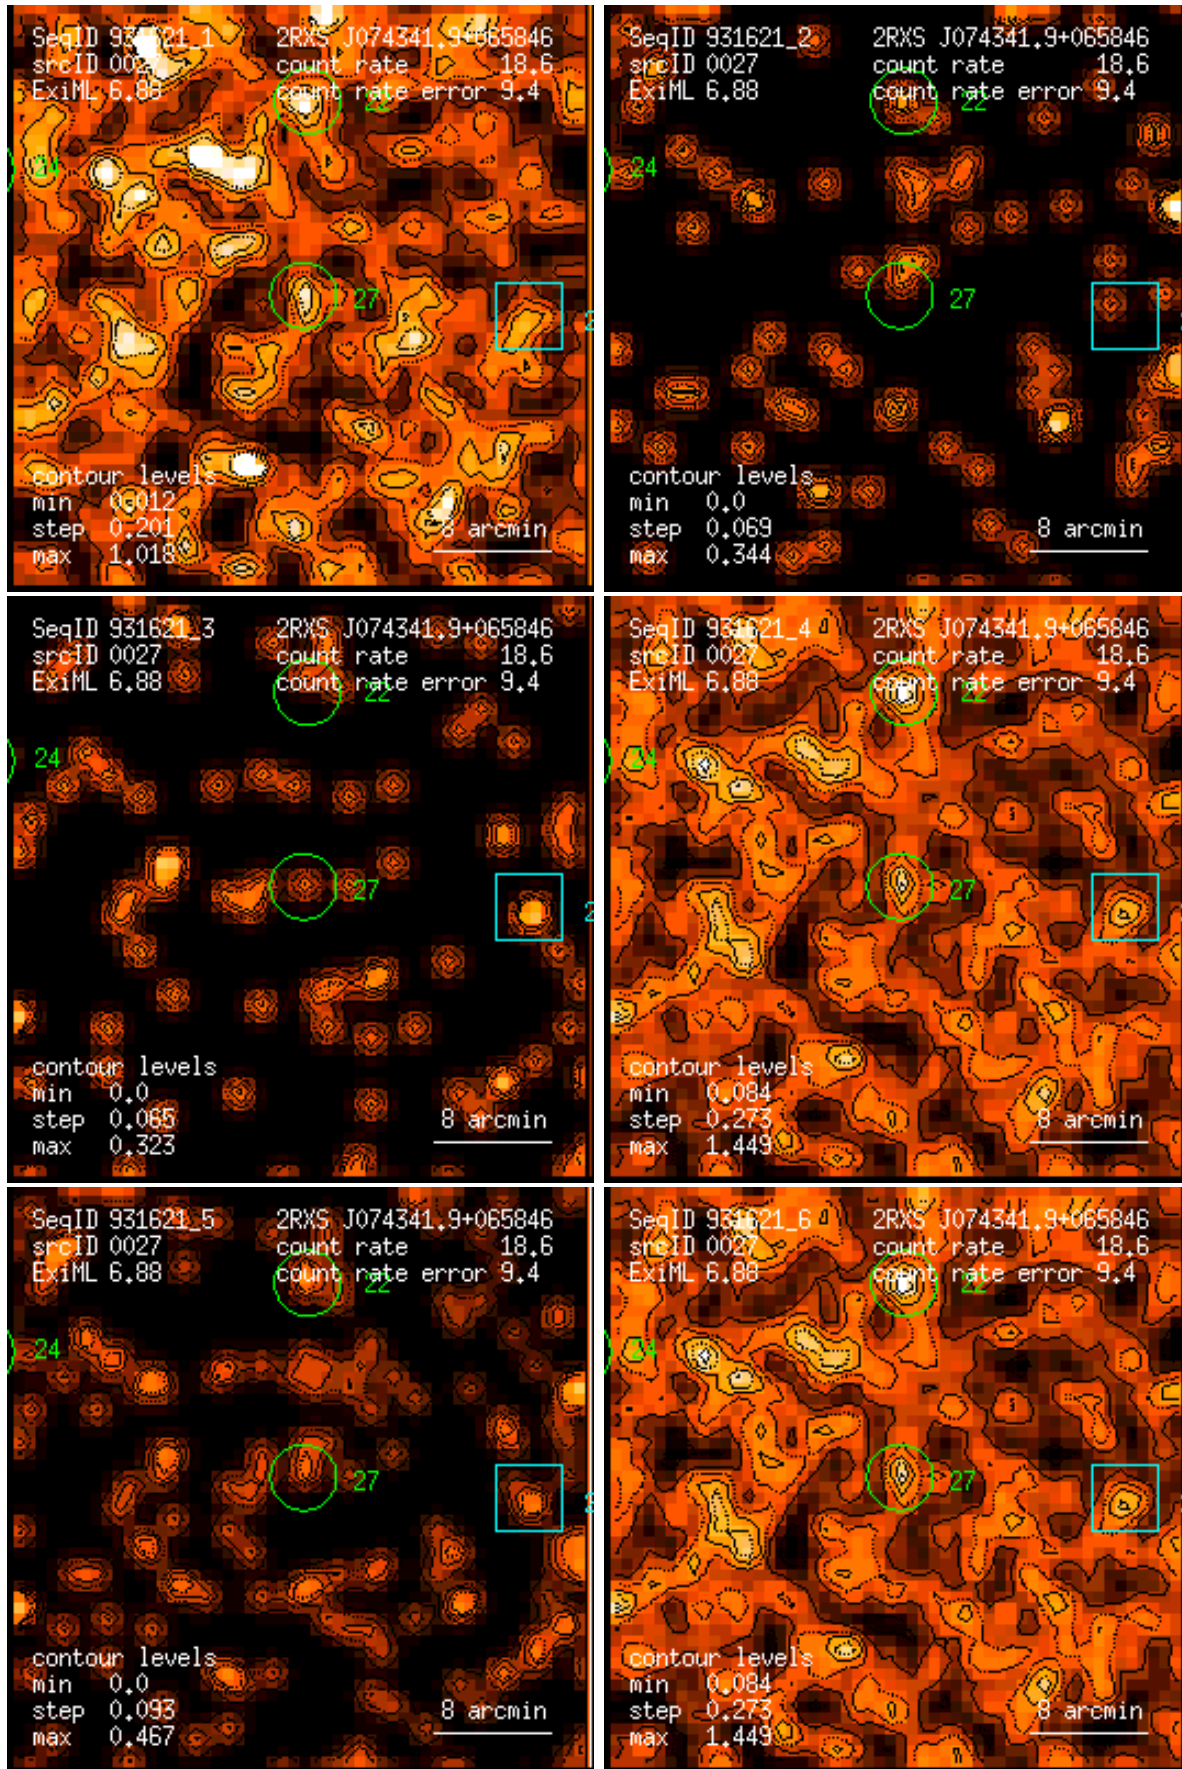 SeqID 931621_1 2RXS J074341.9+065846
srcID 0027 count rate 18.6
ExiML 6.88 count rate error 9.4
22
24
27
2
contour levels
min 0.012
step 0.201 8 arcmin
max 1.018
SeqID 931621_2 2RXS J074341.9+065846
srcID 0027 count rate 18.6
ExiML 6.88 count rate error 9.4
22
24
27
contour levels
min 0.0
step 0.069 8 arcmin
max 0.344
SeqID 931621_3 2RXS J074341.9+065846
srcID 0027 count rate 18.6
ExiML 6.88 count rate error 9.4
22
24
27
2
contour levels
min 0.0
step 0.065 8 arcmin
max 0.323
SeqID 931621_4 2RXS J074341.9+065846
srcID 0027 count rate 18.6
ExiML 6.88 count rate error 9.4
22
24
27
contour levels
min 0.084
step 0.273 8 arcmin
max 1.449
SeqID 931621_5 2RXS J074341.9+065846
srcID 0027 count rate 18.6
ExiML 6.88 count rate error 9.4
22
24
27
2
contour levels
min 0.0
step 0.093 8 arcmin
max 0.467
SeqID 931621_6 2RXS J074341.9+065846
srcID 0027 count rate 18.6
ExiML 6.88 count rate error 9.4
22
24
27
contour levels
min 0.084
step 0.273 8 arcmin
max 1.449